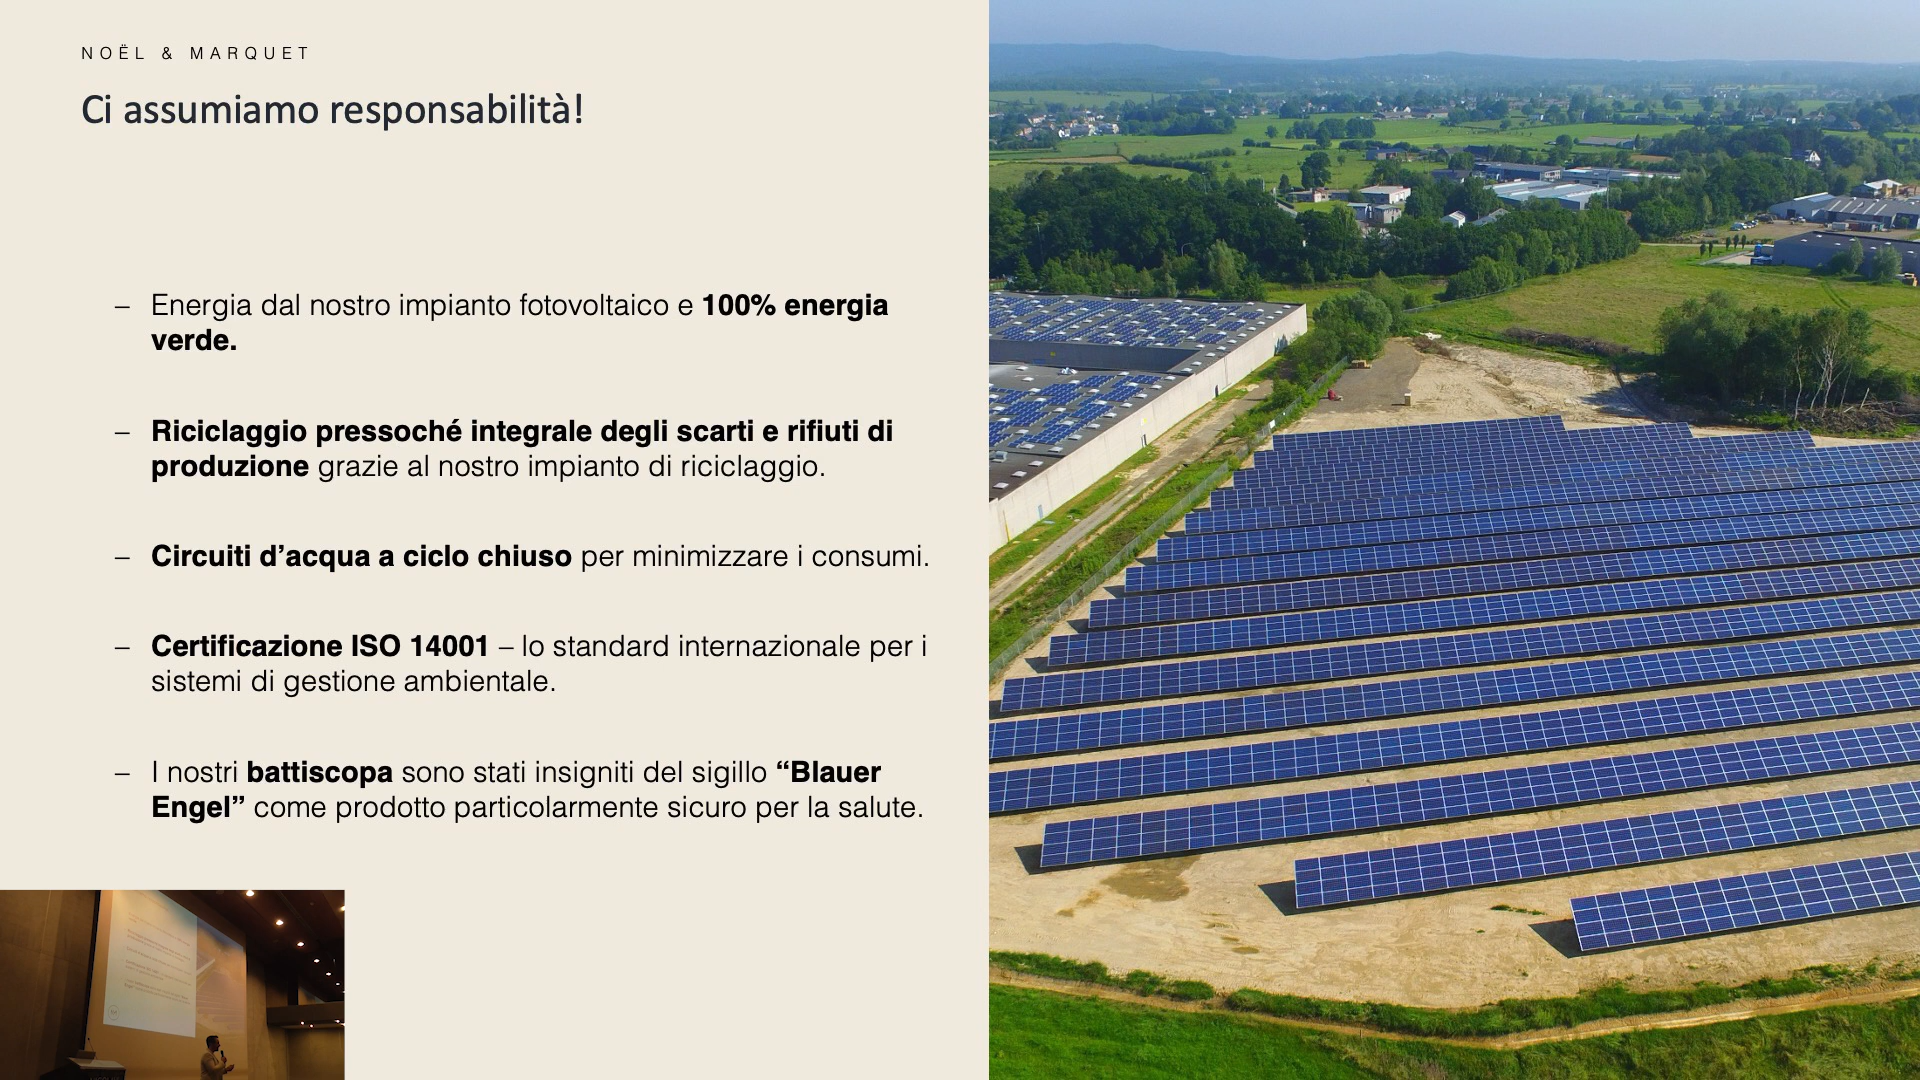 NOËL & MARQUET
Ci assumiamo responsabilità!
– Energia dal nostro impianto fotovoltaico e 100% energia
verde.
– Riciclaggio pressoché integrale degli scarti e rifiuti di
produzione grazie al nostro impianto di riciclaggio.
– Circuiti d’acqua a ciclo chiuso per minimizzare i consumi.
– Certificazione ISO 14001 – lo standard internazionale per i
sistemi di gestione ambientale.
– I nostri battiscopa sono stati insigniti del sigillo “Blauer
Engel” come prodotto particolarmente sicuro per la salute.